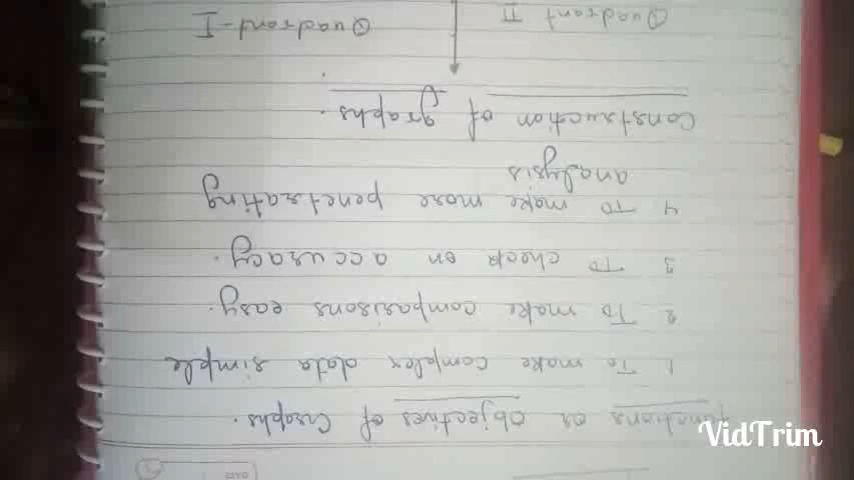 Functions or objectives of Graphs.
1 To make complex data simple
2 To make comparisons easy.
3 To check on accuracy.
4 To make more penetrating
analysis
Construction of graphs.
Quadrant II Quadrant-I
VidTrim